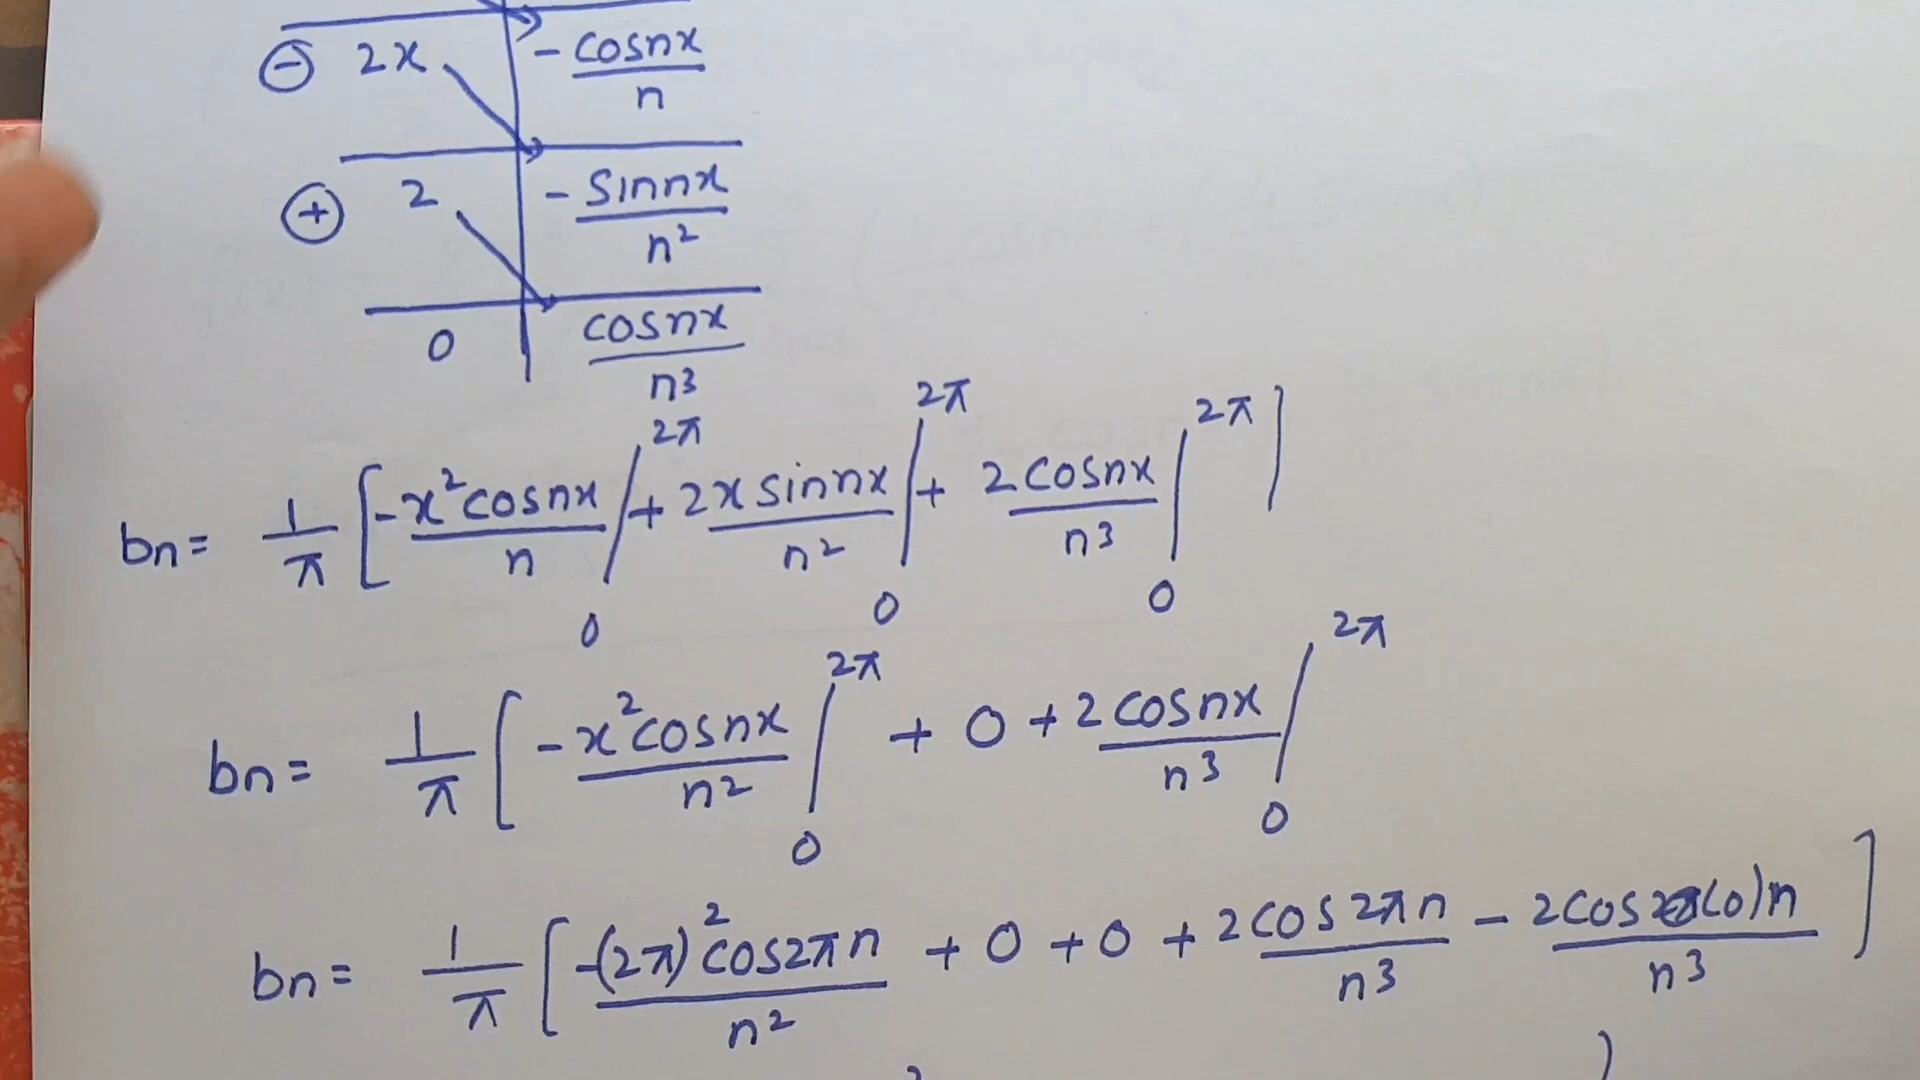 ⊖ 2x -cosnx/n
⊕ 2 -sinnx/n²
0 cosnx/n³
bn = 1/π [ -x²cosnx/n |₀^2π + 2x sinnx/n² |₀^2π + 2cosnx/n³ |₀^2π ]
bn = 1/π [ -x²cosnx/n² |₀^2π + 0 + 2cosnx/n³ |₀^2π
bn = 1/π [ -(2π)²cos2πn/n² + 0 + 0 + 2cos2πn/n³ - 2cos(0)n/n³ ]